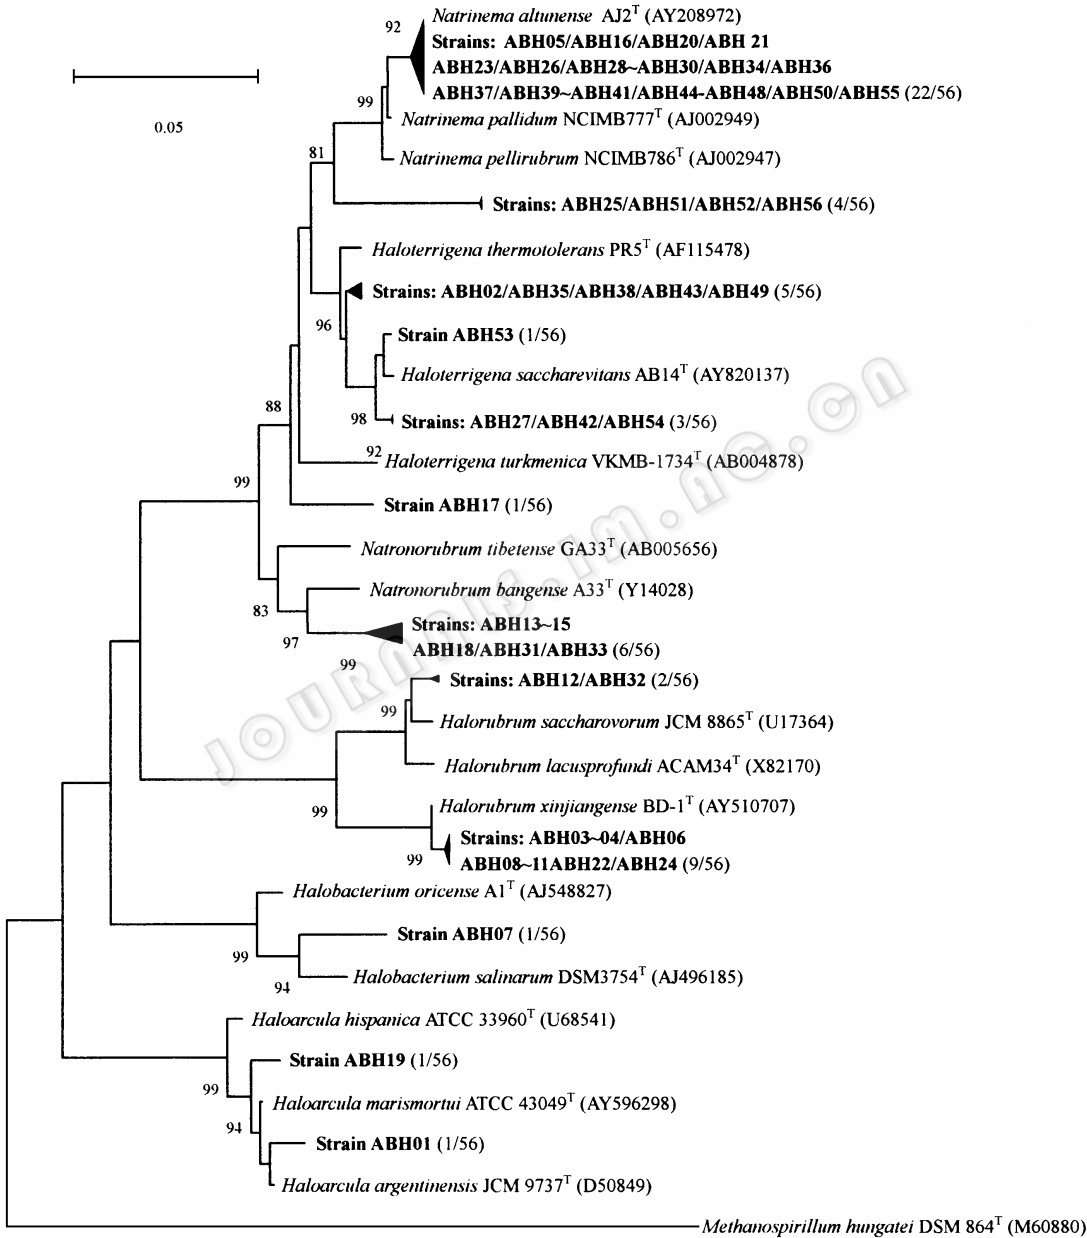 92
Natrinema altunense AJ2ᵀ (AY208972)
Strains: ABH05/ABH16/ABH20/ABH 21
ABH23/ABH26/ABH28~ABH30/ABH34/ABH36
ABH37/ABH39~ABH41/ABH44-ABH48/ABH50/ABH55 (22/56)
0.05
99
Natrinema pallidum NCIMB777ᵀ (AJ002949)
81
Natrinema pellirubrum NCIMB786ᵀ (AJ002947)
Strains: ABH25/ABH51/ABH52/ABH56 (4/56)
Haloterrigena thermotolerans PR5ᵀ (AF115478)
Strains: ABH02/ABH35/ABH38/ABH43/ABH49 (5/56)
96
Strain ABH53 (1/56)
Haloterrigena saccharevitans AB14ᵀ (AY820137)
98
Strains: ABH27/ABH42/ABH54 (3/56)
88
92
Haloterrigena turkmenica VKMB-1734ᵀ (AB004878)
99
Strain ABH17 (1/56)
Natronorubrum tibetense GA33ᵀ (AB005656)
Natronorubrum bangense A33ᵀ (Y14028)
83
97
Strains: ABH13~15
ABH18/ABH31/ABH33 (6/56)
99
Strains: ABH12/ABH32 (2/56)
99
Halorubrum saccharovorum JCM 8865ᵀ (U17364)
Halorubrum lacusprofundi ACAM34ᵀ (X82170)
99
Halorubrum xinjiangense BD-1ᵀ (AY510707)
Strains: ABH03~04/ABH06
ABH08~11ABH22/ABH24 (9/56)
99
Halobacterium oricense A1ᵀ (AJ548827)
Strain ABH07 (1/56)
99
Halobacterium salinarum DSM3754ᵀ (AJ496185)
94
Haloarcula hispanica ATCC 33960ᵀ (U68541)
Strain ABH19 (1/56)
99
Haloarcula marismortui ATCC 43049ᵀ (AY596298)
94
Strain ABH01 (1/56)
Haloarcula argentinensis JCM 9737ᵀ (D50849)
Methanospirillum hungatei DSM 864ᵀ (M60880)
JOURNALS.IM.AC.CN